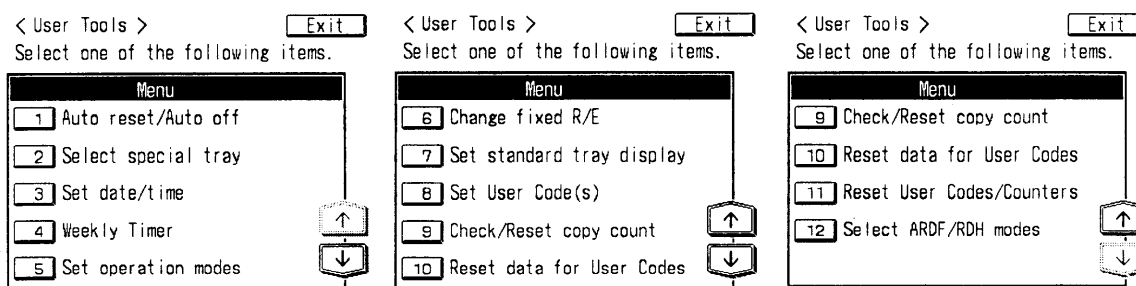 < User Tools > Exit
Select one of the following items.
Menu
1 Auto reset/Auto off
2 Select special tray
3 Set date/time
4 Weekly Timer
5 Set operation modes
↑
↓
< User Tools > Exit
Select one of the following items.
Menu
6 Change fixed R/E
7 Set standard tray display
8 Set User Code(s)
9 Check/Reset copy count
10 Reset data for User Codes
↑
↓
< User Tools > Exit
Select one of the following items.
Menu
9 Check/Reset copy count
10 Reset data for User Codes
11 Reset User Codes/Counters
12 Select ARDF/RDH modes
↑
↓